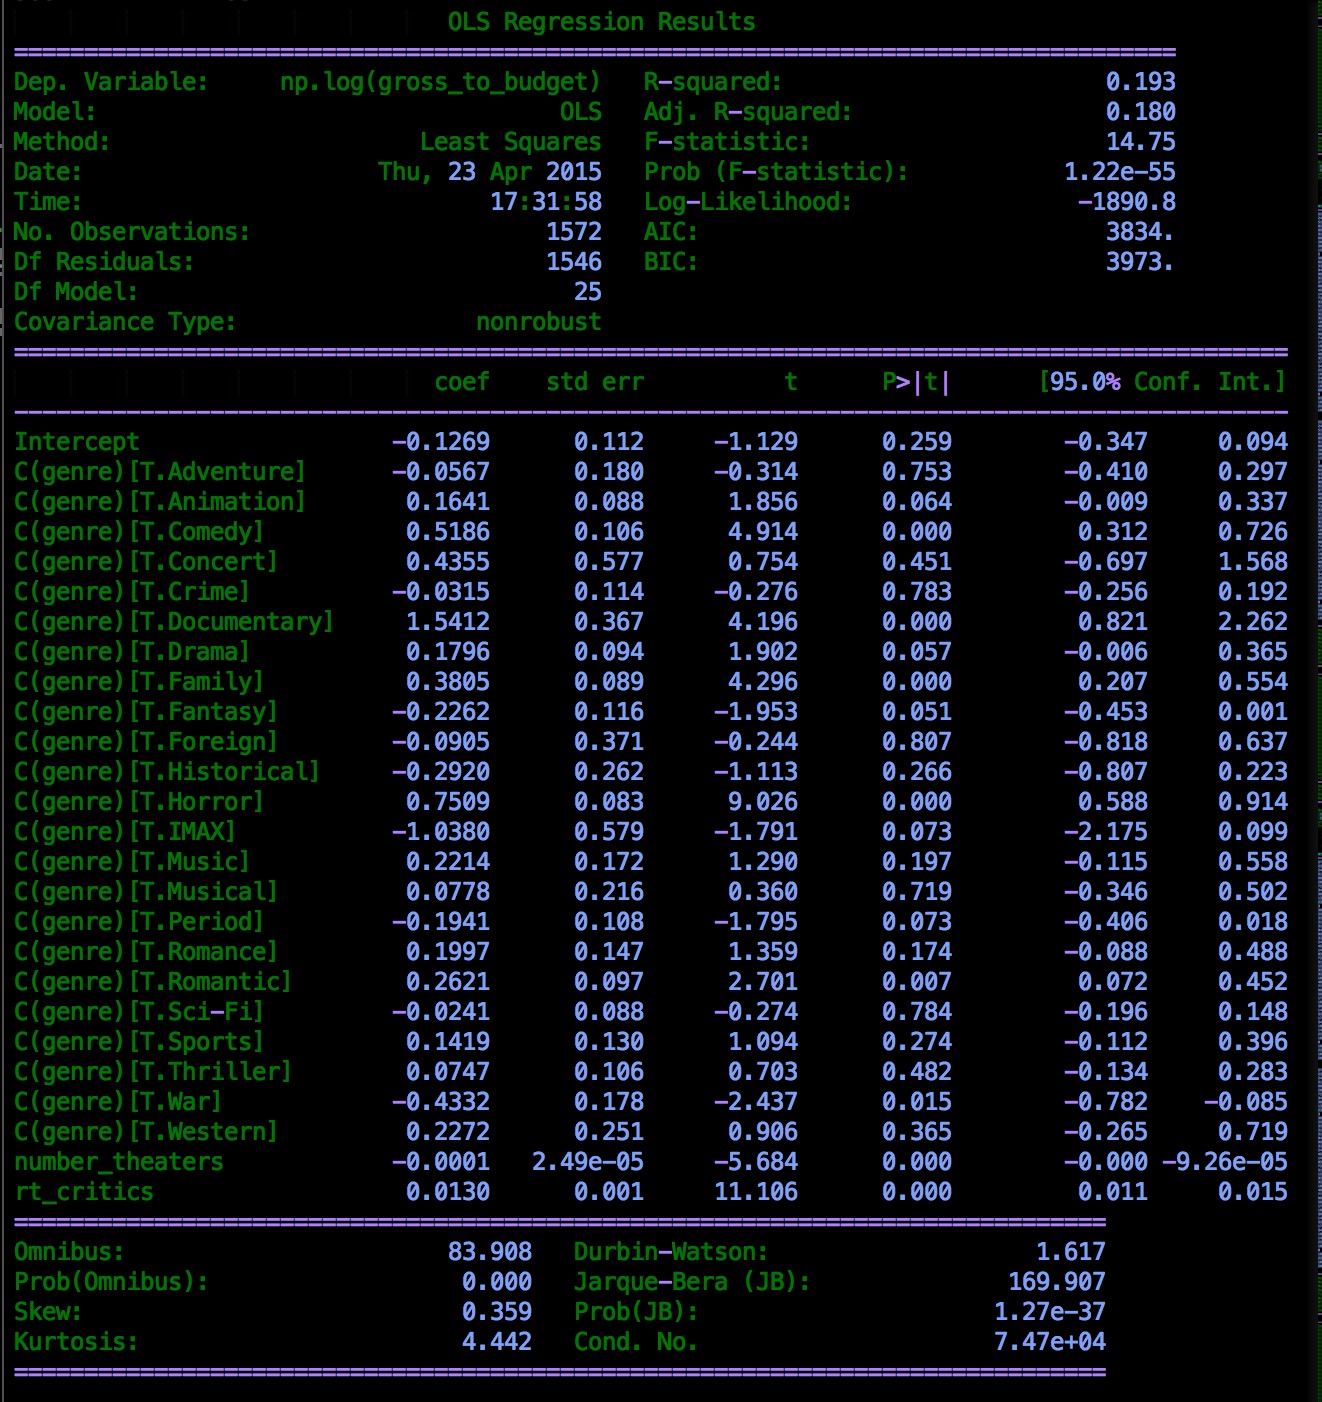 OLS Regression Results
==============================================================================
Dep. Variable: np.log(gross_to_budget) R-squared: 0.193
Model: OLS Adj. R-squared: 0.180
Method: Least Squares F-statistic: 14.75
Date: Thu, 23 Apr 2015 Prob (F-statistic): 1.22e-55
Time: 17:31:58 Log-Likelihood: -1890.8
No. Observations: 1572 AIC: 3834.
Df Residuals: 1546 BIC: 3973.
Df Model: 25
Covariance Type: nonrobust
==============================================================================
coef std err t P>|t| [95.0% Conf. Int.]
------------------------------------------------------------------------------
Intercept -0.1269 0.112 -1.129 0.259 -0.347 0.094
C(genre)[T.Adventure] -0.0567 0.180 -0.314 0.753 -0.410 0.297
C(genre)[T.Animation] 0.1641 0.088 1.856 0.064 -0.009 0.337
C(genre)[T.Comedy] 0.5186 0.106 4.914 0.000 0.312 0.726
C(genre)[T.Concert] 0.4355 0.577 0.754 0.451 -0.697 1.568
C(genre)[T.Crime] -0.0315 0.114 -0.276 0.783 -0.256 0.192
C(genre)[T.Documentary] 1.5412 0.367 4.196 0.000 0.821 2.262
C(genre)[T.Drama] 0.1796 0.094 1.902 0.057 -0.006 0.365
C(genre)[T.Family] 0.3805 0.089 4.296 0.000 0.207 0.554
C(genre)[T.Fantasy] -0.2262 0.116 -1.953 0.051 -0.453 0.001
C(genre)[T.Foreign] -0.0905 0.371 -0.244 0.807 -0.818 0.637
C(genre)[T.Historical] -0.2920 0.262 -1.113 0.266 -0.807 0.223
C(genre)[T.Horror] 0.7509 0.083 9.026 0.000 0.588 0.914
C(genre)[T.IMAX] -1.0380 0.579 -1.791 0.073 -2.175 0.099
C(genre)[T.Music] 0.2214 0.172 1.290 0.197 -0.115 0.558
C(genre)[T.Musical] 0.0778 0.216 0.360 0.719 -0.346 0.502
C(genre)[T.Period] -0.1941 0.108 -1.795 0.073 -0.406 0.018
C(genre)[T.Romance] 0.1997 0.147 1.359 0.174 -0.088 0.488
C(genre)[T.Romantic] 0.2621 0.097 2.701 0.007 0.072 0.452
C(genre)[T.Sci-Fi] -0.0241 0.088 -0.274 0.784 -0.196 0.148
C(genre)[T.Sports] 0.1419 0.130 1.094 0.274 -0.112 0.396
C(genre)[T.Thriller] 0.0747 0.106 0.703 0.482 -0.134 0.283
C(genre)[T.War] -0.4332 0.178 -2.437 0.015 -0.782 -0.085
C(genre)[T.Western] 0.2272 0.251 0.906 0.365 -0.265 0.719
number_theaters -0.0001 2.49e-05 -5.684 0.000 -0.000 -9.26e-05
rt_critics 0.0130 0.001 11.106 0.000 0.011 0.015
==============================================================================
Omnibus: 83.908 Durbin-Watson: 1.617
Prob(Omnibus): 0.000 Jarque-Bera (JB): 169.907
Skew: 0.359 Prob(JB): 1.27e-37
Kurtosis: 4.442 Cond. No. 7.47e+04
==============================================================================